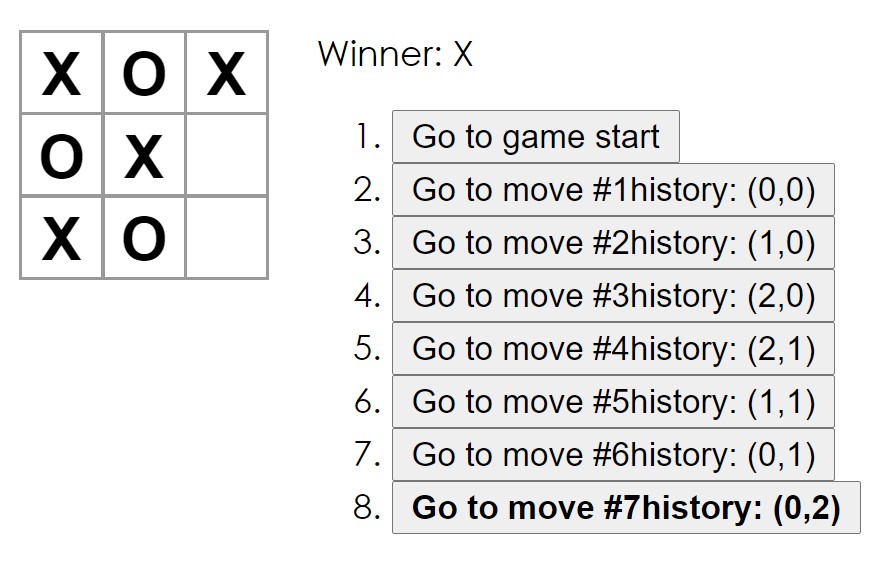 X O X
O X
X O
Winner: X
1. Go to game start
2. Go to move #1history: (0,0)
3. Go to move #2history: (1,0)
4. Go to move #3history: (2,0)
5. Go to move #4history: (2,1)
6. Go to move #5history: (1,1)
7. Go to move #6history: (0,1)
8. Go to move #7history: (0,2)